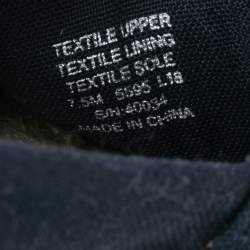 TEXTILE UPPER
TEXTILE LINING
TEXTILE SOLE
7.5M 5595 L18
S/N:40034
MADE IN CHINA